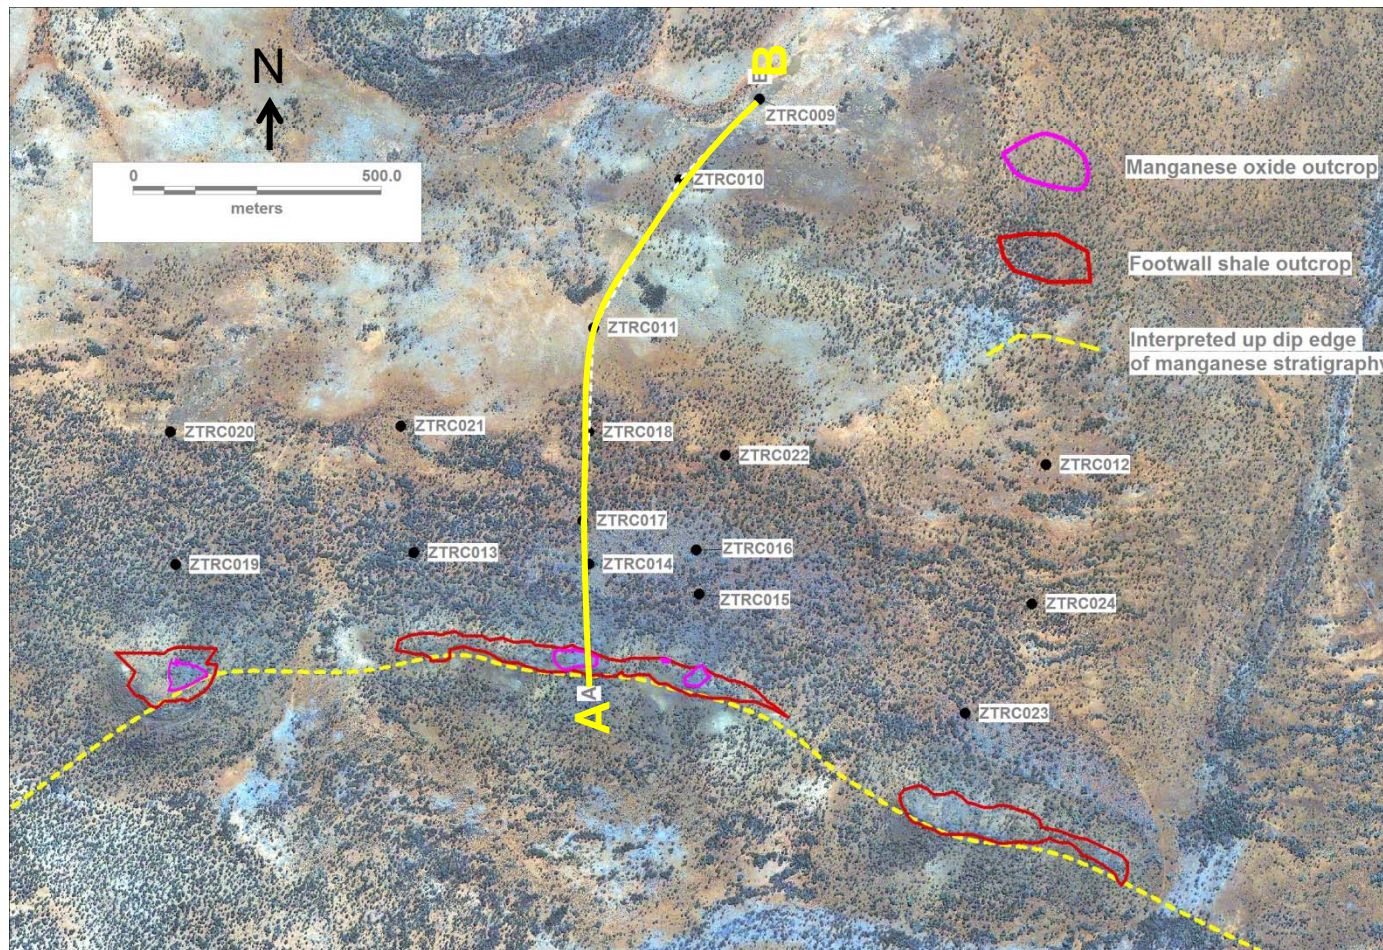 B
E
N
ZTRC009
0 500.0
meters
ZTRC010
Manganese oxide outcrop
Footwall shale outcrop
ZTRC011
Interpreted up dip edge
of manganese stratigraphy
ZTRC020
ZTRC021
ZTRC018
ZTRC022
ZTRC012
ZTRC017
ZTRC019
ZTRC013
ZTRC014
ZTRC016
ZTRC015
ZTRC024
A
A
ZTRC023